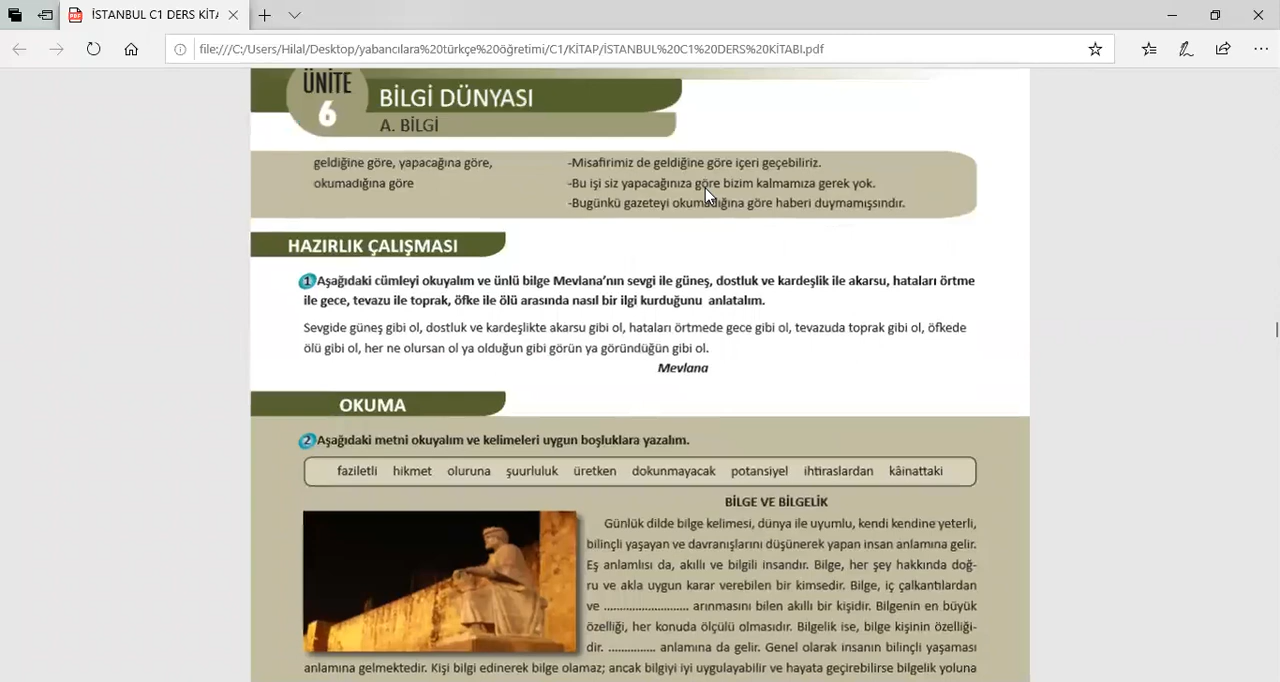 İSTANBUL C1 DERS KİTA
file:///C:/Users/Hilal/Desktop/yabancılara%20türkçe%20öğretimi/C1/KİTAP/İSTANBUL%20C1%20DERS%20KİTABI.pdf
ÜNİTE
6
BİLGİ DÜNYASI
A. BİLGİ
geldiğine göre, yapacağına göre,
okumadığına göre
-Misafirimiz de geldiğine göre içeri geçebiliriz.
-Bu işi siz yapacağınıza göre bizim kalmamıza gerek yok.
-Bugünkü gazeteyi okumadığına göre haberi duymamışsındır.
HAZIRLIK ÇALIŞMASI
1 Aşağıdaki cümleyi okuyalım ve ünlü bilge Mevlana'nın sevgi ile güneş, dostluk ve kardeşlik ile akarsu, hataları örtme
ile gece, tevazu ile toprak, öfke ile ölü arasında nasıl bir ilgi kurduğunu anlatalım.
Sevgide güneş gibi ol, dostluk ve kardeşlikte akarsu gibi ol, hataları örtmede gece gibi ol, tevazuda toprak gibi ol, öfkede
ölü gibi ol, her ne olursan ol ya olduğun gibi görün ya göründüğün gibi ol.
Mevlana
OKUMA
2 Aşağıdaki metni okuyalım ve kelimeleri uygun boşluklara yazalım.
faziletli hikmet oluruna şuurluluk üretken dokunmayacak potansiyel ihtiraslardan kâinattaki
BİLGE VE BİLGELİK
Günlük dilde bilge kelimesi, dünya ile uyumlu, kendi kendine yeterli,
bilinçli yaşayan ve davranışlarını düşünerek yapan insan anlamına gelir.
Eş anlamlısı da, akıllı ve bilgili insandır. Bilge, her şey hakkında doğ-
ru ve akla uygun karar verebilen bir kimsedir. Bilge, iç çalkantılardan
ve .......................... arınmasını bilen akıllı bir kişidir. Bilgenin en büyük
özelliği, her konuda ölçülü olmasıdır. Bilgelik ise, bilge kişinin özelliği-
dir. .............. anlamına da gelir. Genel olarak insanın bilinçli yaşaması
anlamına gelmektedir. Kişi bilgi edinerek bilge olamaz; ancak bilgiyi iyi uygulayabilir ve hayata geçirebilirse bilgelik yoluna